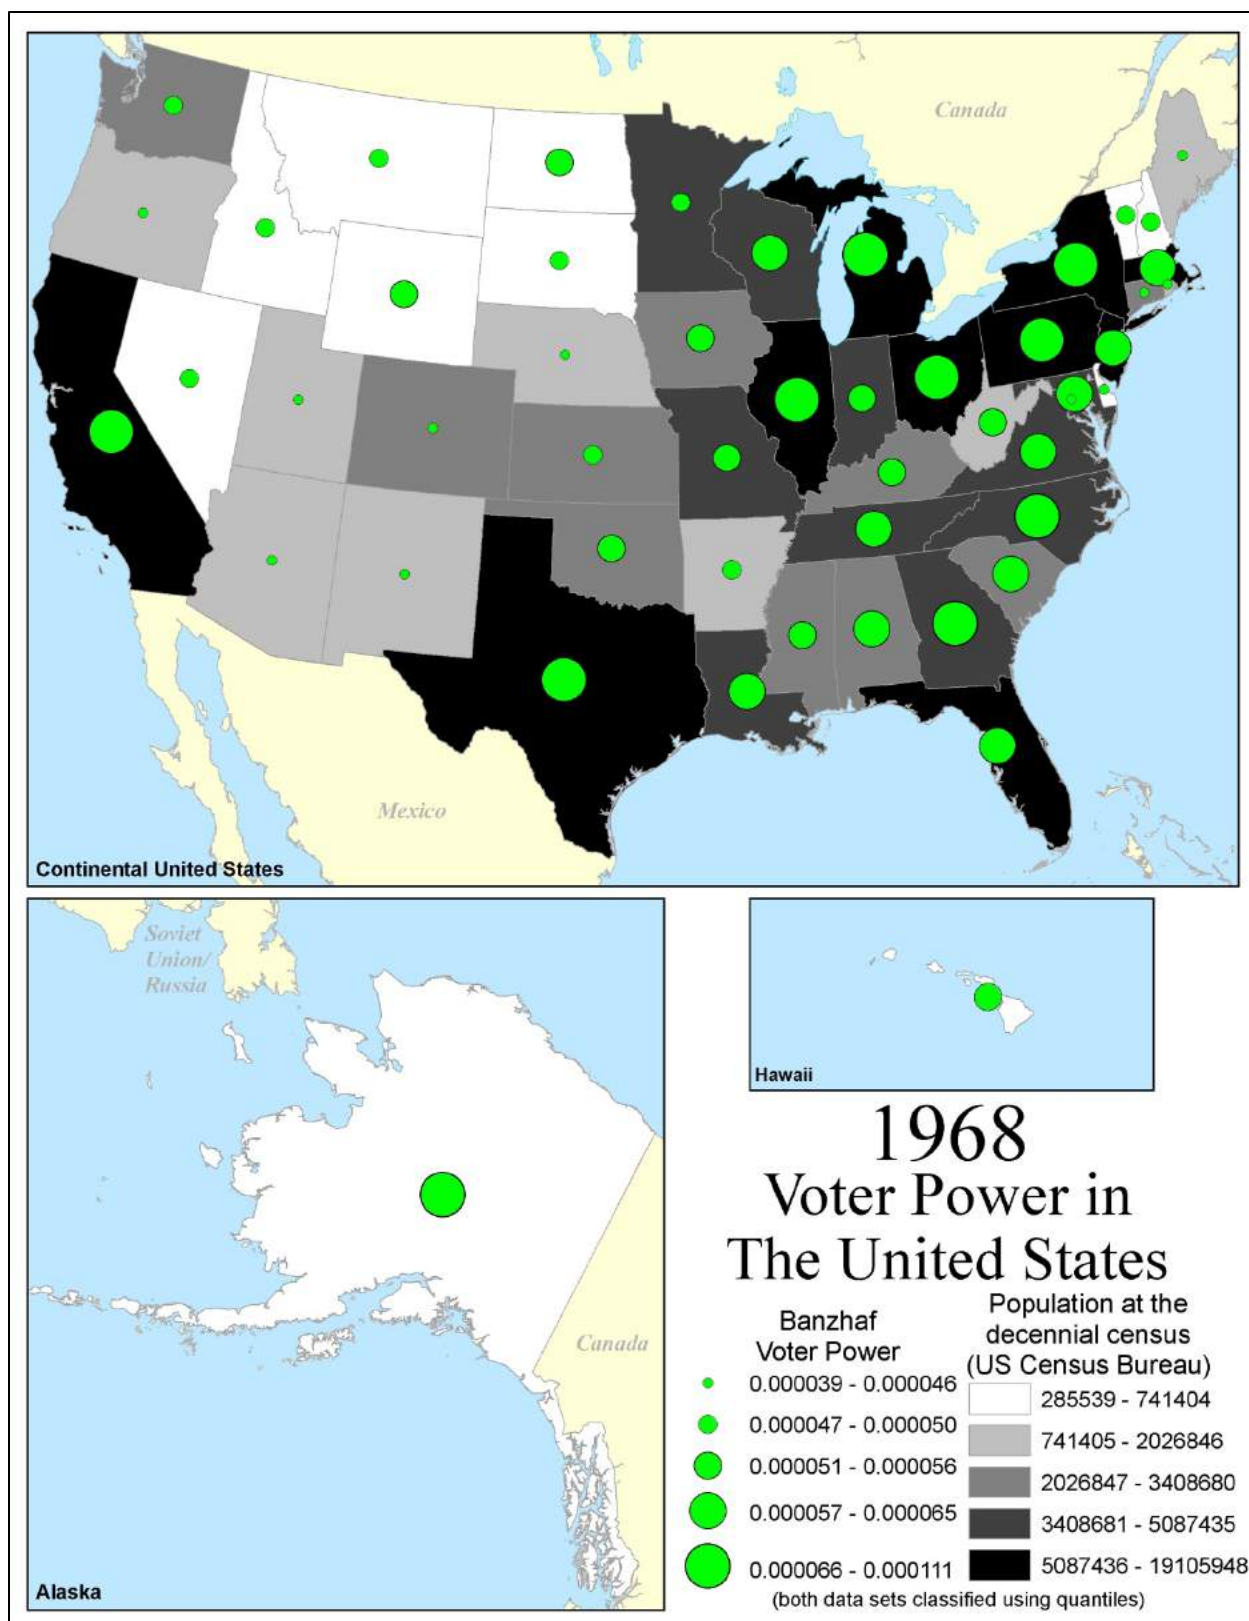 Canada
Mexico
Continental United States
Soviet
Union/
Russia
Canada
Alaska
Hawaii
1968
Voter Power in
The United States
Banzhaf
Voter Power
0.000039 - 0.000046
0.000047 - 0.000050
0.000051 - 0.000056
0.000057 - 0.000065
0.000066 - 0.000111
Population at the
decennial census
(US Census Bureau)
285539 - 741404
741405 - 2026846
2026847 - 3408680
3408681 - 5087435
5087436 - 19105948
(both data sets classified using quantiles)